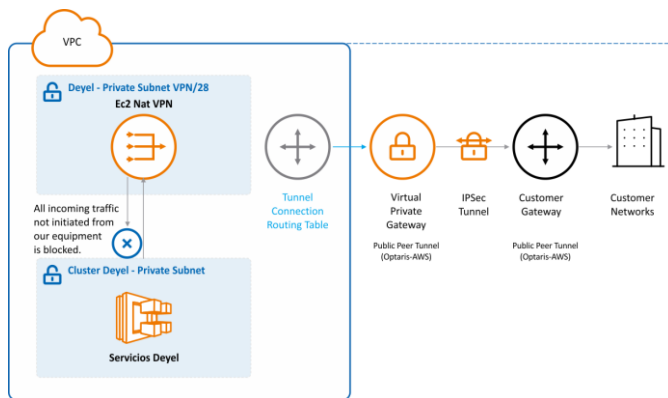 VPC
Deyel - Private Subnet VPN/28
Ec2 Nat VPN
All incoming traffic
not initiated from
our equipment
is blocked.
Cluster Deyel - Private Subnet
Servicios Deyel
Tunnel
Connection
Routing Table
Virtual
Private
Gateway
Public Peer Tunnel
(Optaris-AWS)
IPSec
Tunnel
Customer
Gateway
Public Peer Tunnel
(Optaris-AWS)
Customer
Networks